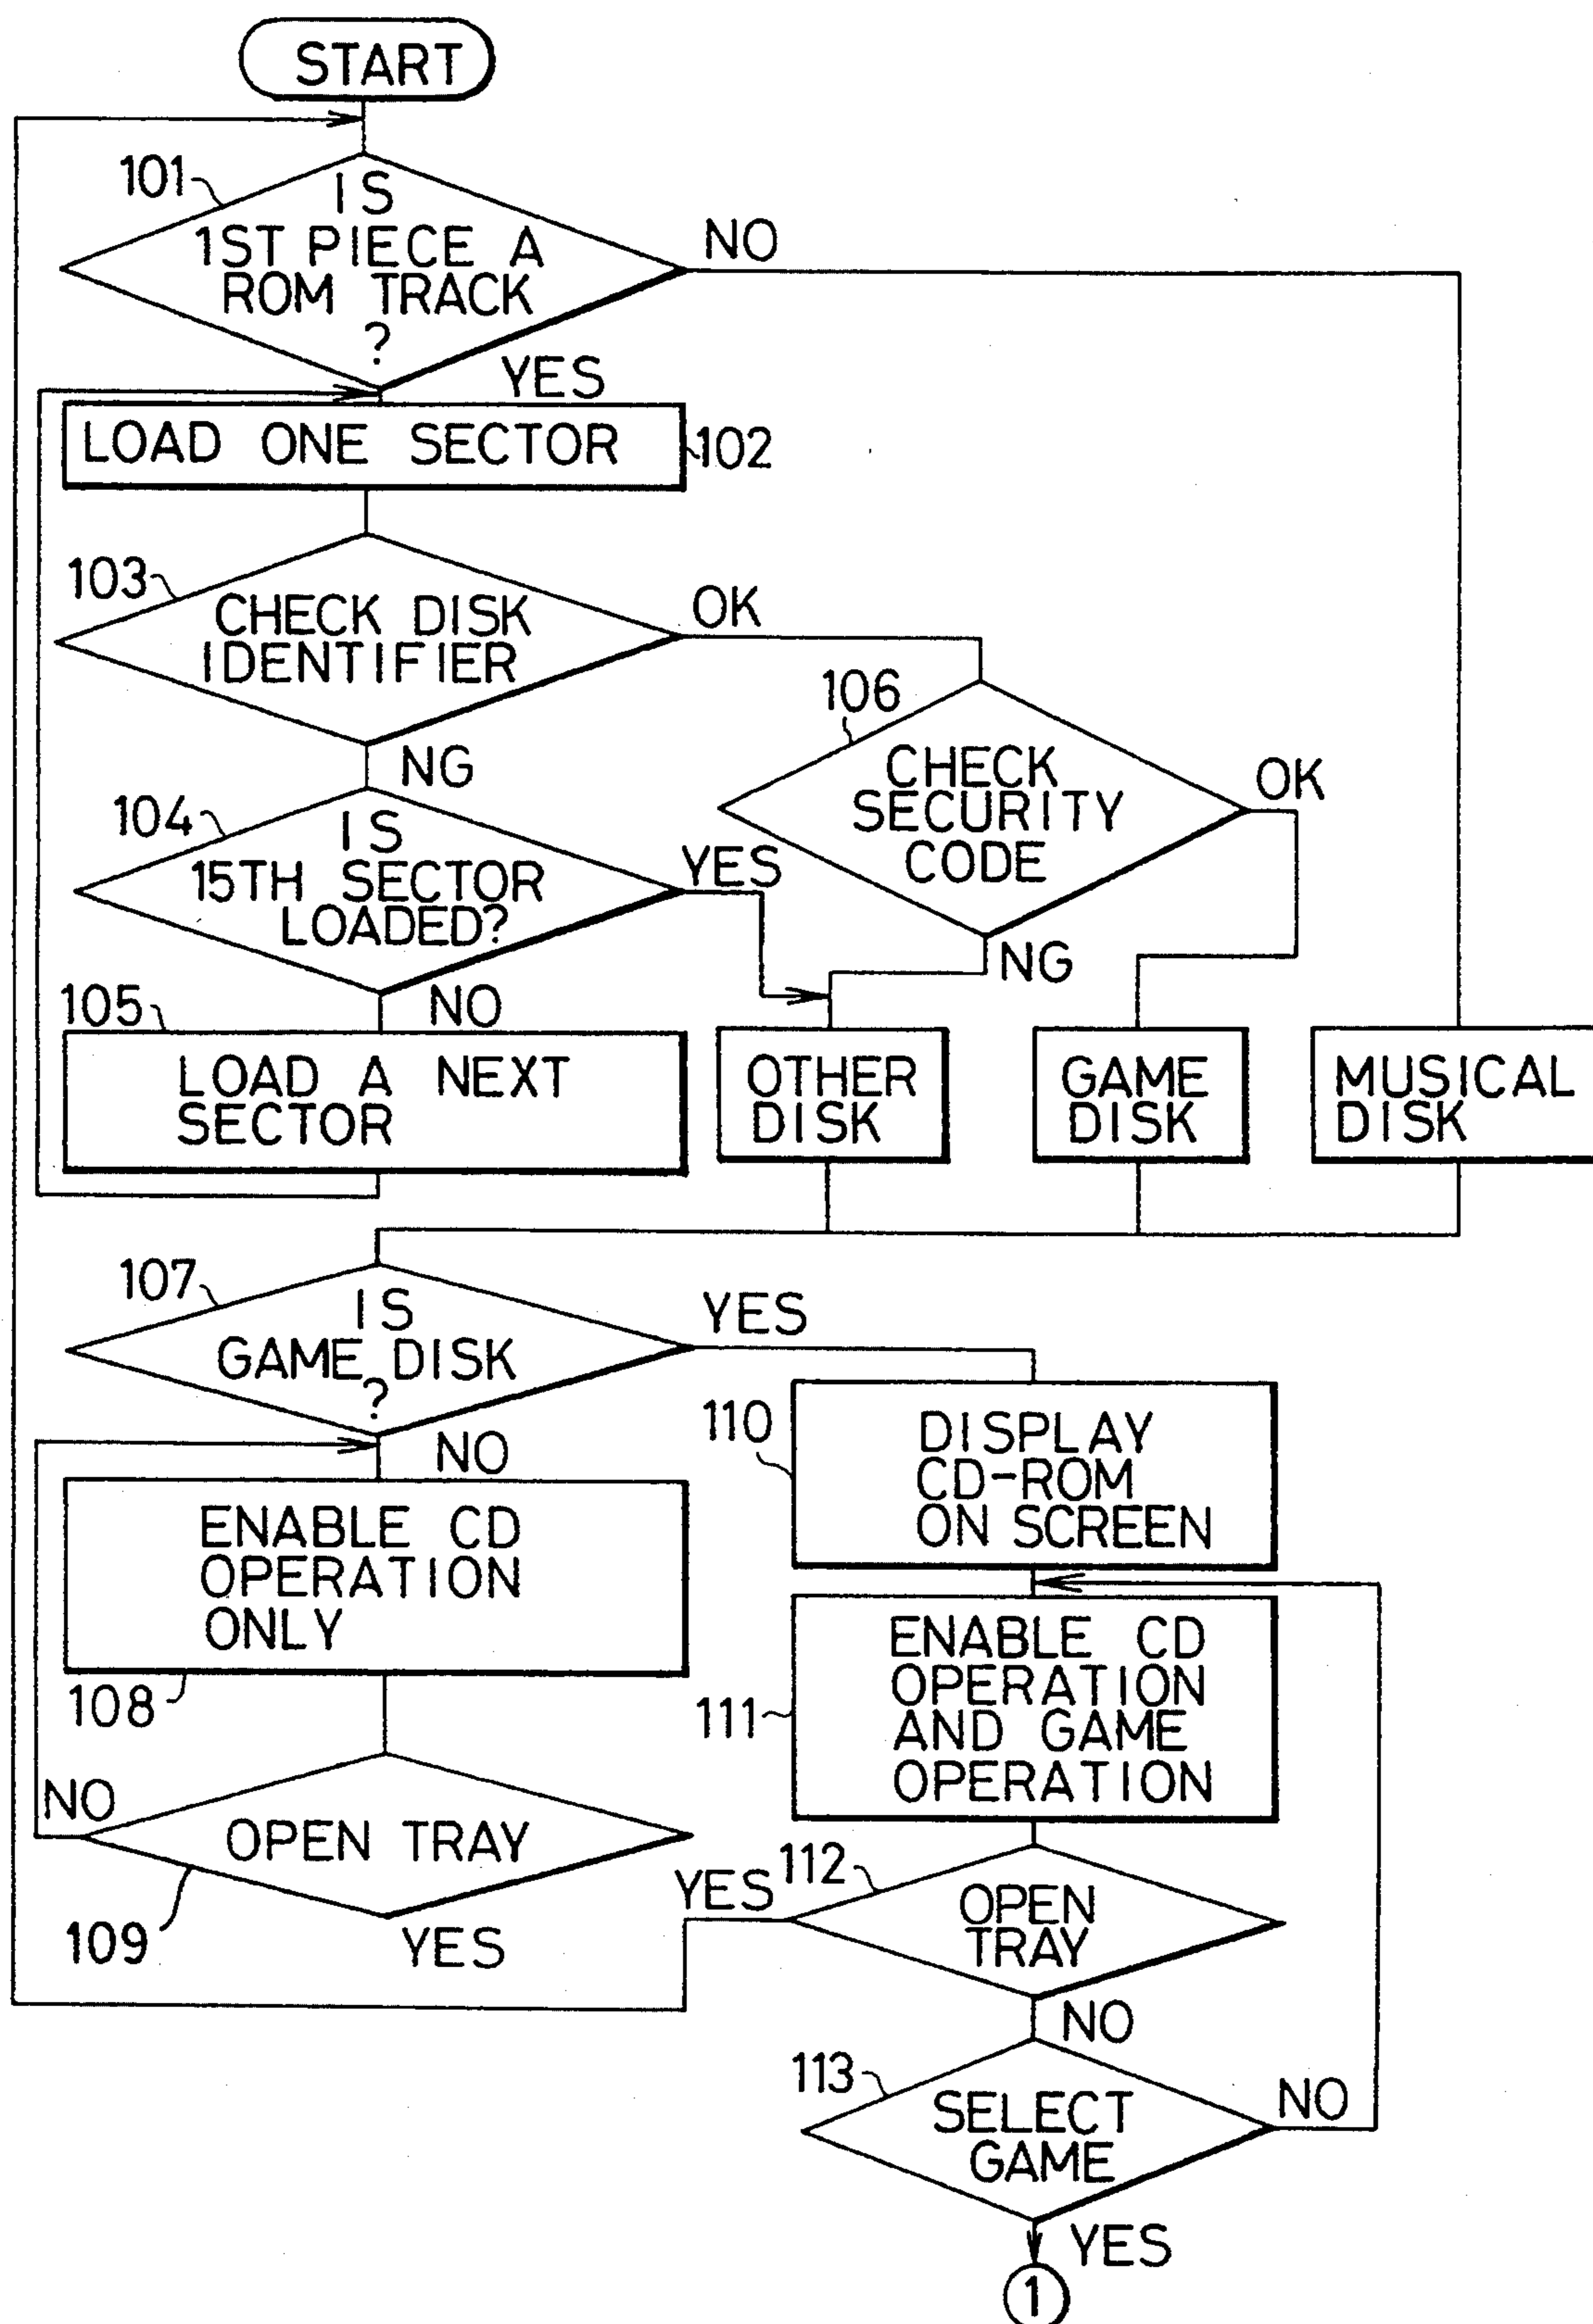 START
101
IS
1ST PIECE A
ROM TRACK
?
NO
YES
LOAD ONE SECTOR
102
103
CHECK DISK
IDENTIFIER
OK
NG
106
CHECK
SECURITY
CODE
OK
NG
104
IS
15TH SECTOR
LOADED?
YES
NO
105
LOAD A NEXT
SECTOR
OTHER
DISK
GAME
DISK
MUSICAL
DISK
107
IS
GAME DISK
?
YES
NO
110
DISPLAY
CD-ROM
ON SCREEN
ENABLE CD
OPERATION
ONLY
108
111
ENABLE CD
OPERATION
AND GAME
OPERATION
NO
OPEN TRAY
109
YES
YES
112
OPEN
TRAY
NO
113
SELECT
GAME
NO
YES
1